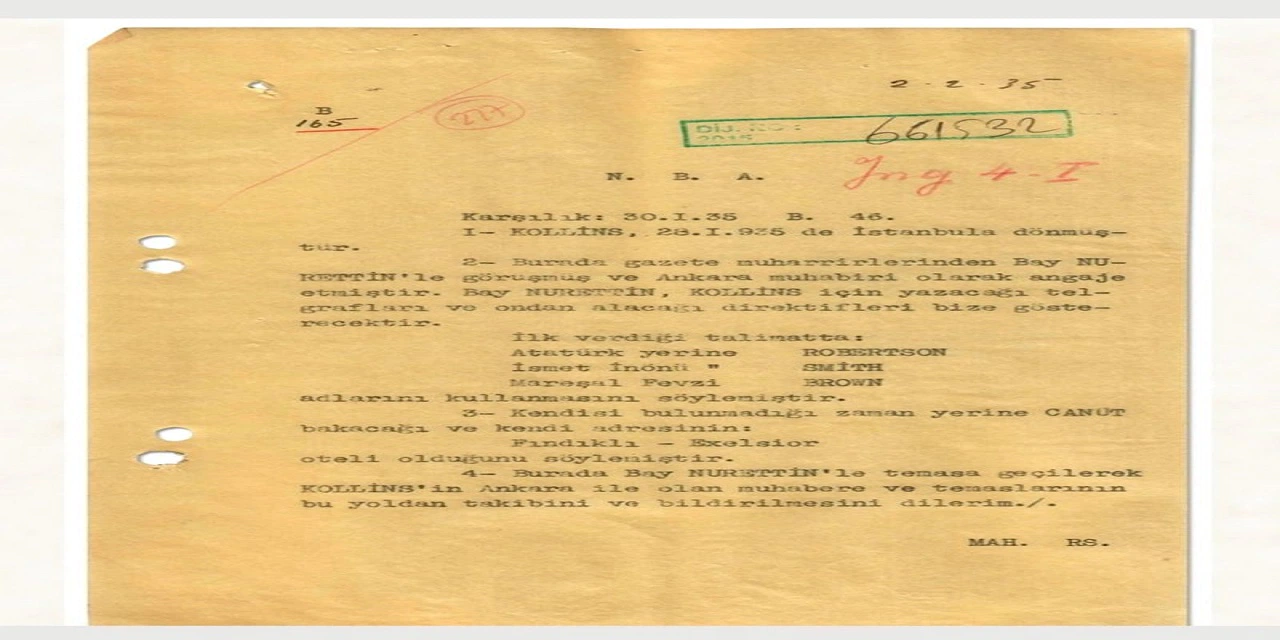 2.2.35
B
165
227
DİJ. NO:
2015
661532
N. B. A.
İng 4-I
Karşılık: 30.I.35 B. 46.
I- KOLLİNS, 28.I.935 de İstanbula dönmüş-
tür.
2- Burada gazete muharrirlerinden Bay NU-
RETTİN'le görüşmüş ve Ankara muhabiri olarak angaje
etmiştir. Bay NURETTİN, KOLLİNS için yazacağı tel-
grafları ve ondan alacağı direktifleri bize göste-
recektir.
İlk verdiği talimatta:
Atatürk yerine ROBERTSON
İsmet İnönü " SMİTH
Mareşal Fevzi BROWN
adlarını kullanmasını söylemiştir.
3- Kendisi bulunmadığı zaman yerine CANUT
bakacağı ve kendi adresinin:
Fındıklı - Exelsior
oteli olduğunu söylemiştir.
4- Burada Bay NURETTİN'le temasa geçilerek
KOLLİNS'in Ankara ile olan muhabere ve temaslarının
bu yoldan takibini ve bildirilmesini dilerim./.
MAH. RS.